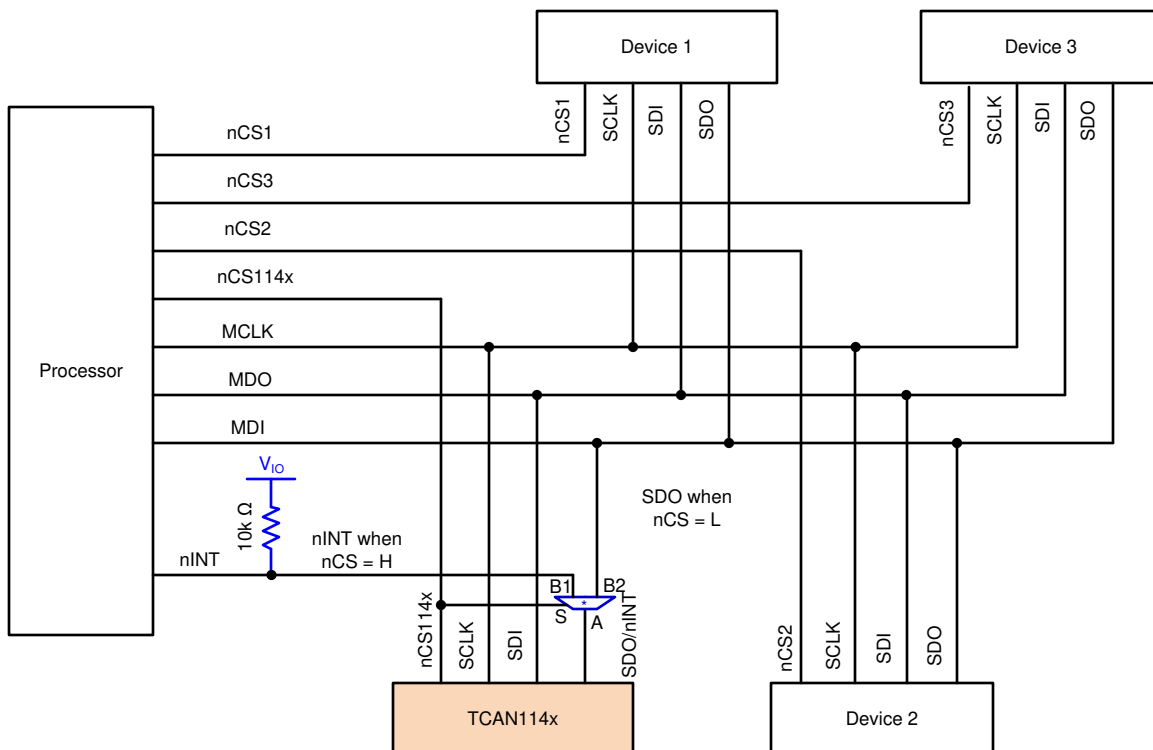 Device 1
Device 3
nCS1
SCLK
SDI
SDO
nCS3
SCLK
SDI
SDO
nCS1
nCS3
nCS2
nCS114x
MCLK
Processor
MDO
MDI
VIO
10k Ω
SDO when
nCS = L
nINT when
nCS = H
nINT
B1
B2
*
S
A
nCS114x
SCLK
SDI
SDO/nINT
nCS2
SCLK
SDI
SDO
TCAN114x
Device 2